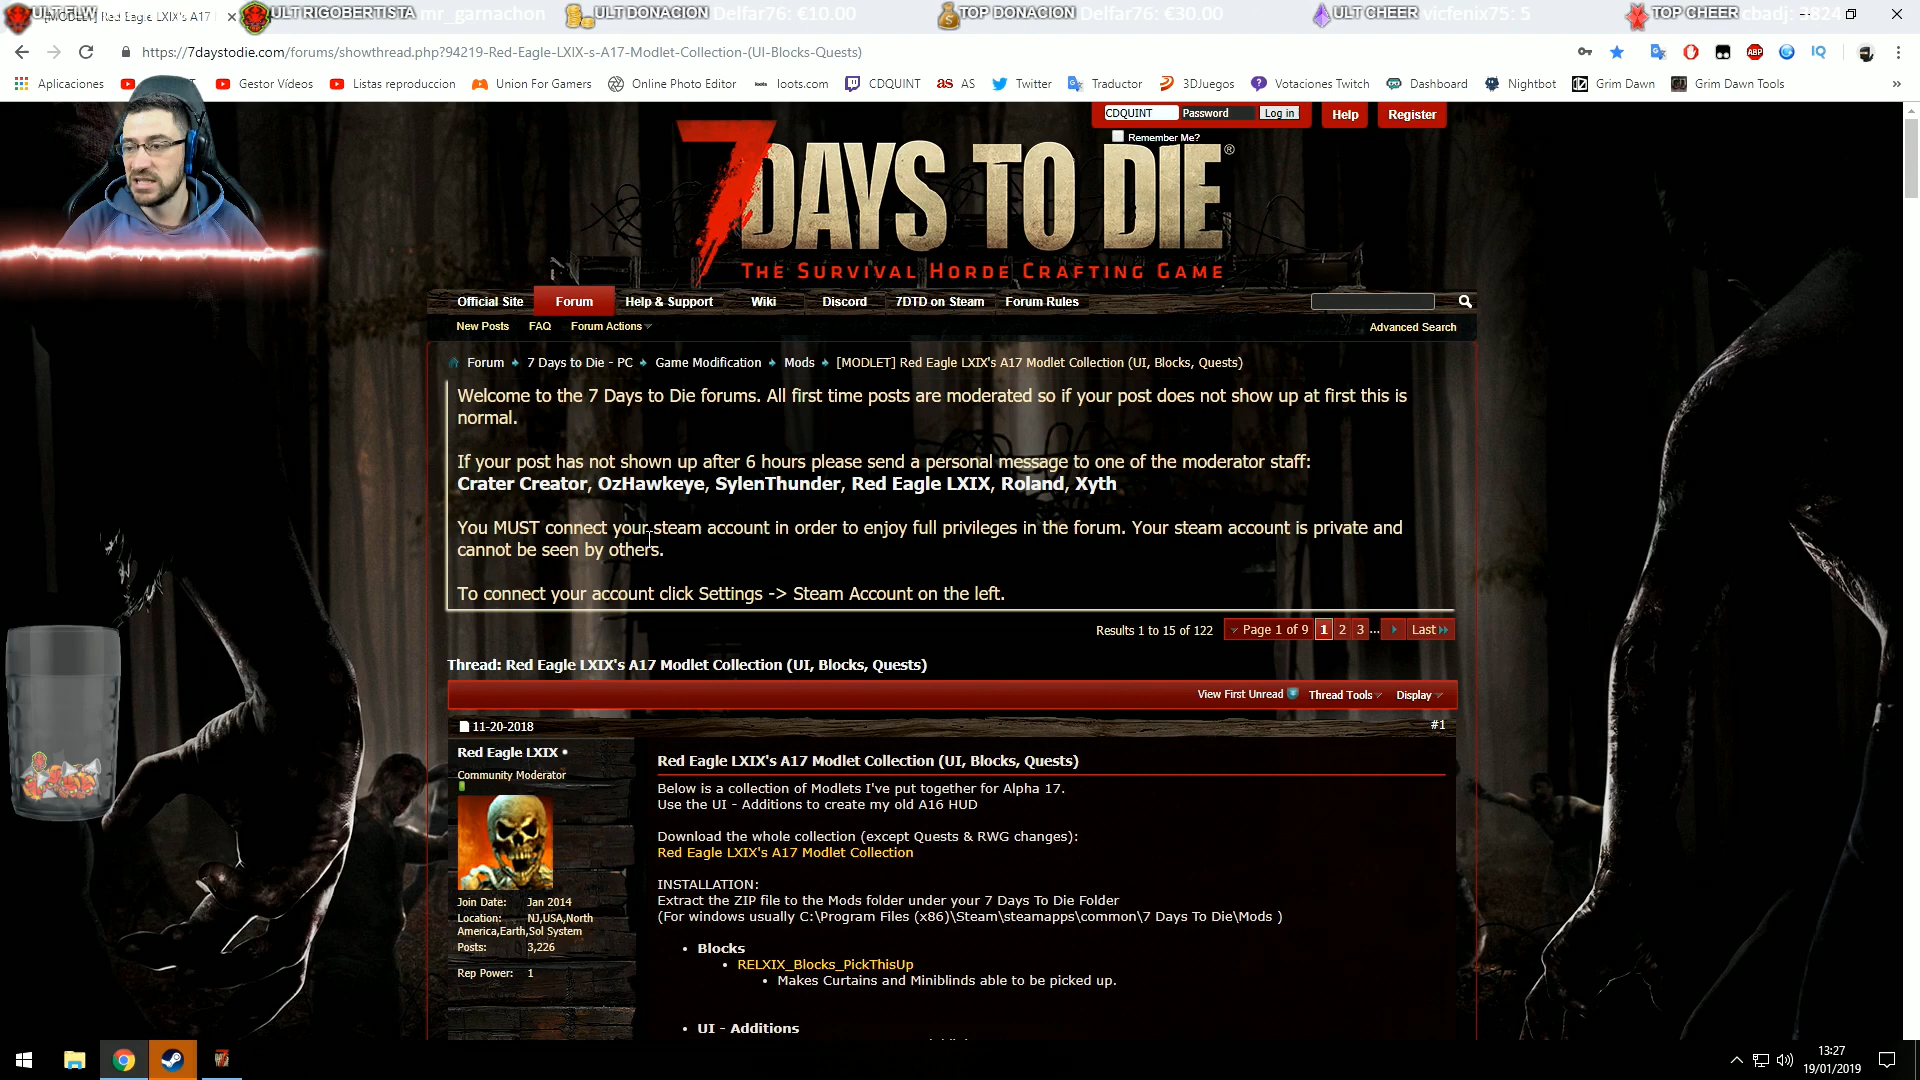 ULT RIGOBERTISTA mr_garnachon
ULT DONACION Delfar76: €10.00
TOP DONACION Delfar76: €30.00
ULT CHEER vicfenix75: 5
TOP CHEER cbadj: 3824
[MODLET] Red Eagle LXIX's A17
https://7daystodie.com/forums/showthread.php?94219-Red-Eagle-LXIX-s-A17-Modlet-Collection-(UI-Blocks-Quests)
Aplicaciones
Gestor Vídeos
Listas reproduccion
Union For Gamers
Online Photo Editor
loots.com
CDQUINT
as AS
Twitter
Traductor
3DJuegos
Votaciones Twitch
Dashboard
Nightbot
Grim Dawn
Grim Dawn Tools
»
CDQUINT Password Log in Help Register
Remember Me?
7 DAYS TO DIE®
THE SURVIVAL HORDE CRAFTING GAME
Official Site Forum Help & Support Wiki Discord 7DTD on Steam Forum Rules
New Posts FAQ Forum Actions Advanced Search
Forum 7 Days to Die - PC Game Modification Mods [MODLET] Red Eagle LXIX's A17 Modlet Collection (UI, Blocks, Quests)
Welcome to the 7 Days to Die forums. All first time posts are moderated so if your post does not show up at first this is
normal.
If your post has not shown up after 6 hours please send a personal message to one of the moderator staff:
Crater Creator, OzHawkeye, SylenThunder, Red Eagle LXIX, Roland, Xyth
You MUST connect your steam account in order to enjoy full privileges in the forum. Your steam account is private and
cannot be seen by others.
To connect your account click Settings -> Steam Account on the left.
Results 1 to 15 of 122 Page 1 of 9 1 2 3 ... Last
Thread: Red Eagle LXIX's A17 Modlet Collection (UI, Blocks, Quests)
View First Unread Thread Tools Display
11-20-2018 #1
Red Eagle LXIX
Community Moderator
Join Date: Jan 2014
Location: NJ,USA,North
America,Earth,Sol System
Posts: 3,226
Rep Power: 1
Red Eagle LXIX's A17 Modlet Collection (UI, Blocks, Quests)
Below is a collection of Modlets I've put together for Alpha 17.
Use the UI - Additions to create my old A16 HUD
Download the whole collection (except Quests & RWG changes):
Red Eagle LXIX's A17 Modlet Collection
INSTALLATION:
Extract the ZIP file to the Mods folder under your 7 Days To Die Folder
(For windows usually C:\Program Files (x86)\Steam\steamapps\common\7 Days To Die\Mods )
• Blocks
• RELXIX_Blocks_PickThisUp
• Makes Curtains and Miniblinds able to be picked up.
• UI - Additions
13:27
19/01/2019